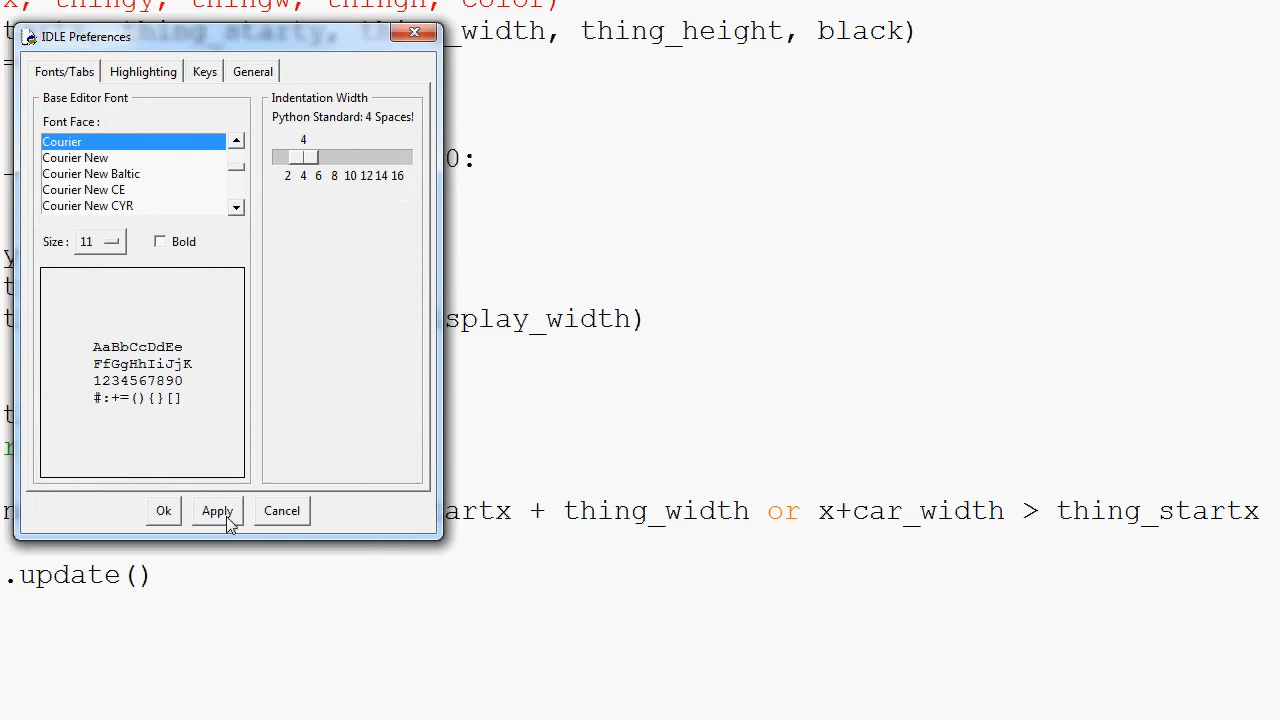 x, thingy, thingw, thingh, color)
thing_starty, th _width, thing_height, black)
=
IDLE Preferences
Fonts/Tabs Highlighting Keys General
Base Editor Font
Font Face :
Courier
Courier New
Courier New Baltic
Courier New CE
Courier New CYR
Size : 11 Bold
AaBbCcDdEe
FfGgHhIiJjK
1234567890
#:+=(){}[]
Indentation Width
Python Standard: 4 Spaces!
4
2 4 6 8 10 12 14 16
Ok Apply Cancel
0:
splay_width)
artx + thing_width or x+car_width > thing_startx
.update()